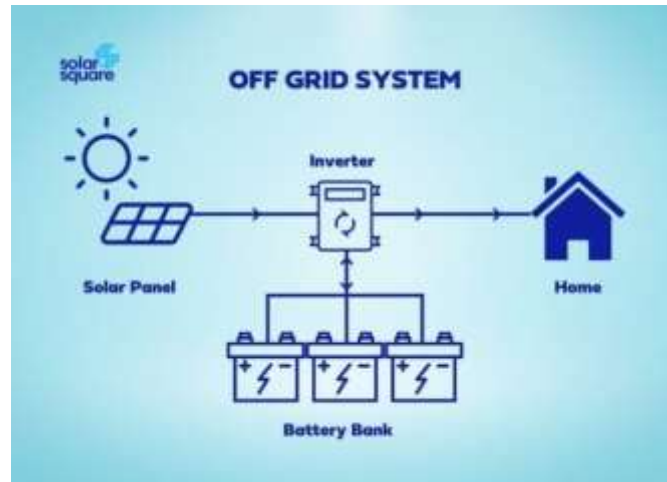 solar
square
OFF GRID SYSTEM
Inverter
Solar Panel
Home
+ - + - + -
Battery Bank